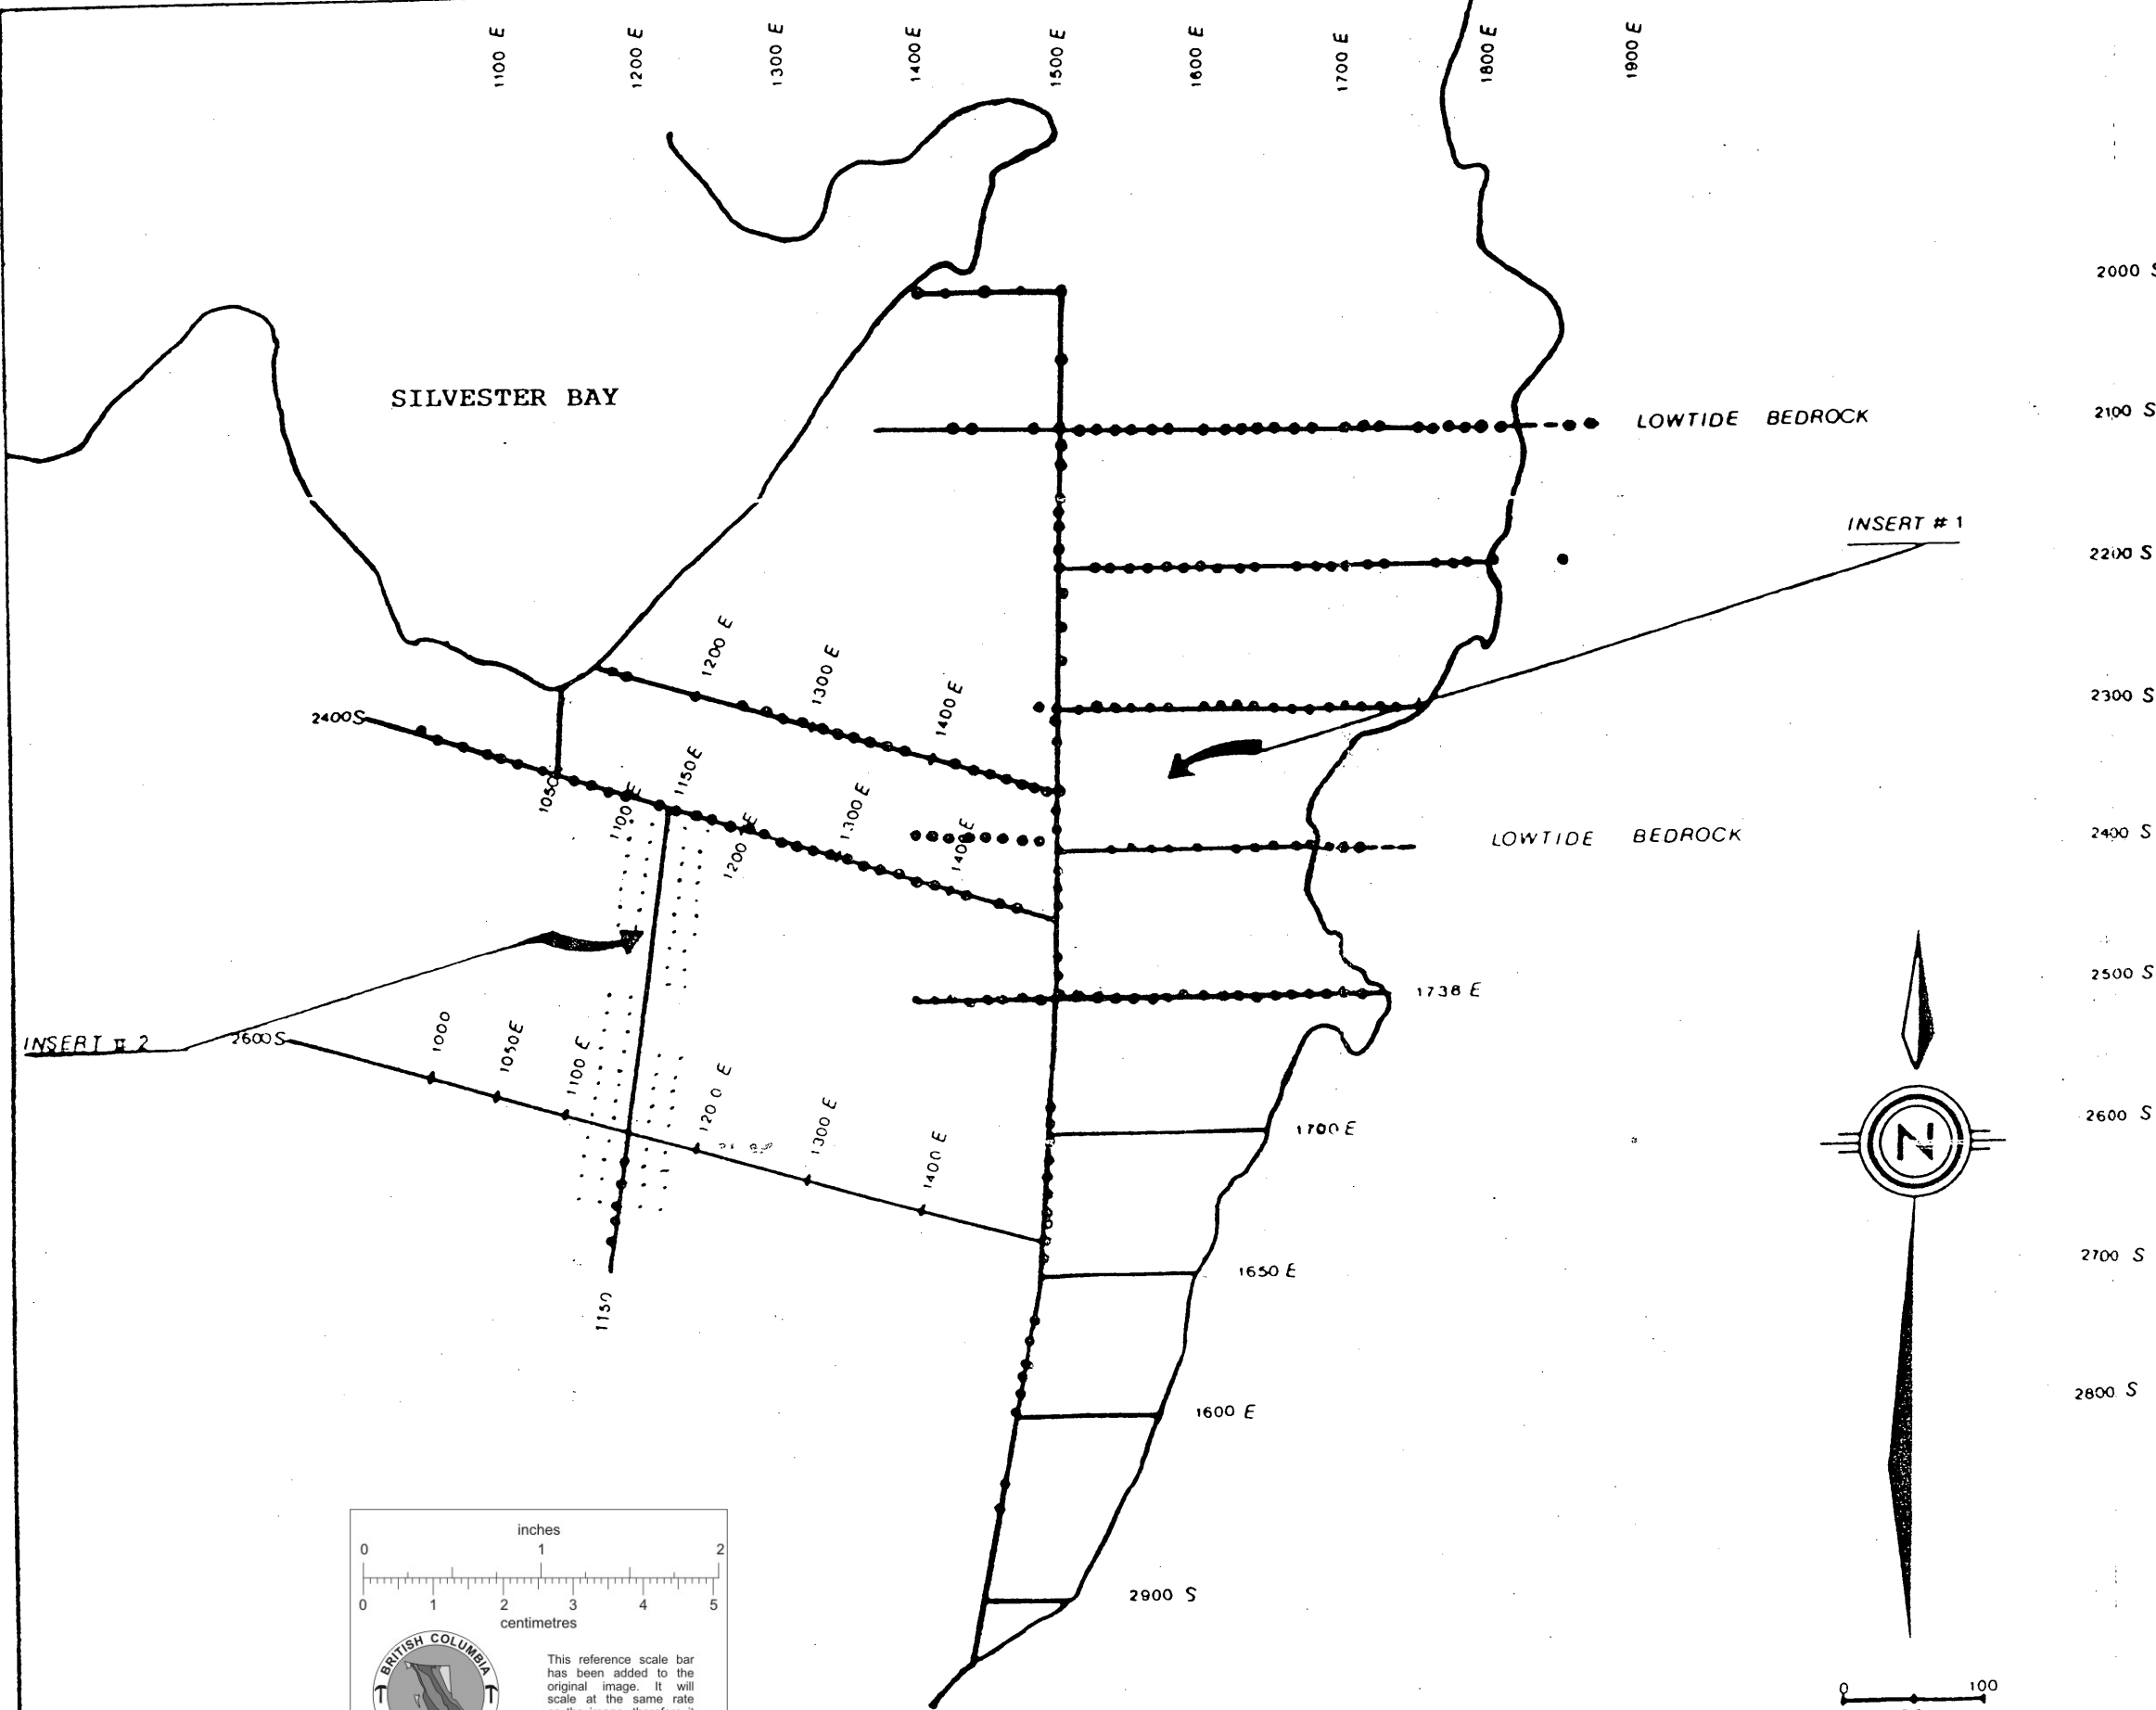 1100 E
1200 E
1300 E
1400 E
1500 E
1600 E
1700 E
1800 E
1900 E
2000 S
SILVESTER BAY
LOWTIDE BEDROCK
2100 S
INSERT # 1
2200 S
1200 E
1300 E
1400 E
2300 S
2400S
1050
1100 E
1150 E
1200 E
1300 E
1400 E
LOWTIDE BEDROCK
2400 S
2500 S
1738 E
INSERT # 2
2600S
1000
1050E
1100 E
1200 E
1300 E
1400 E
1700 E
2600 S
N
1150
1650 E
2700 S
1600 E
2800 S
2900 S
inches
0 1 2
0 1 2 3 4 5
centimetres
BRITISH COLUMBIA
This reference scale bar
has been added to the
original image. It will
scale at the same rate
0 100